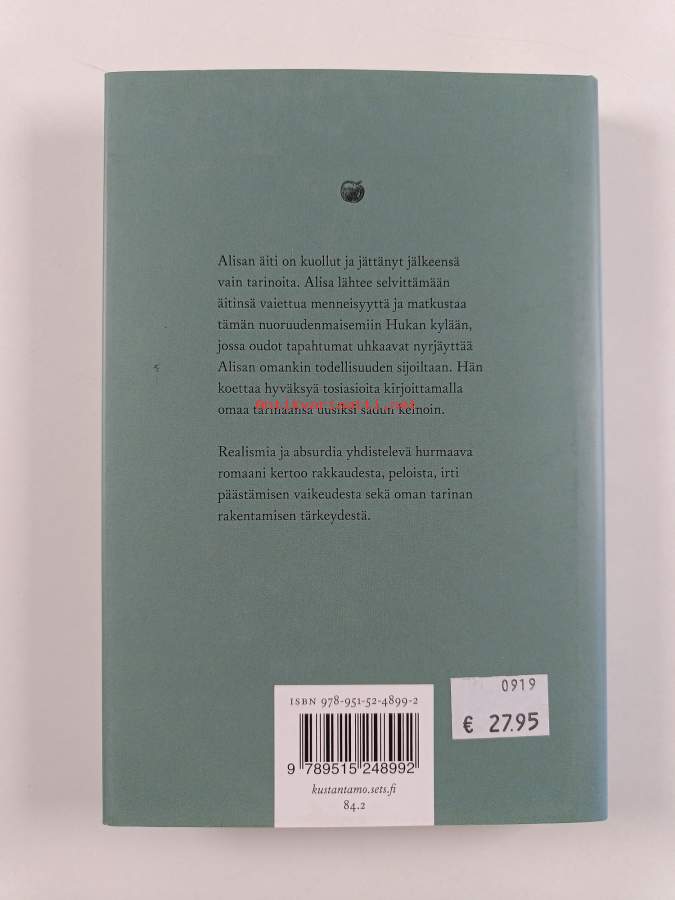 Alisan äiti on kuollut ja jättänyt jälkeensä
vain tarinoita. Alisa lähtee selvittämään
äitinsä vaiettua menneisyyttä ja matkustaa
tämän nuoruudenmaisemiin Hukan kylään,
jossa oudot tapahtumat uhkaavat nyrjäyttää
Alisan omankin todellisuuden sijoiltaan. Hän
koettaa hyväksyä tosiasioita kirjoittamalla
Antikvariaatti.net
omaa tarinaansa uusiksi sadun keinoin.
Realismia ja absurdia yhdistelevä hurmaava
romaani kertoo rakkaudesta, peloista, irti
päästämisen vaikeudesta sekä oman tarinan
rakentamisen tärkeydestä.
ISBN 978-951-52-4899-2
9 789515 248992
kustantamo.sets.fi
84.2
0919
€ 27.95